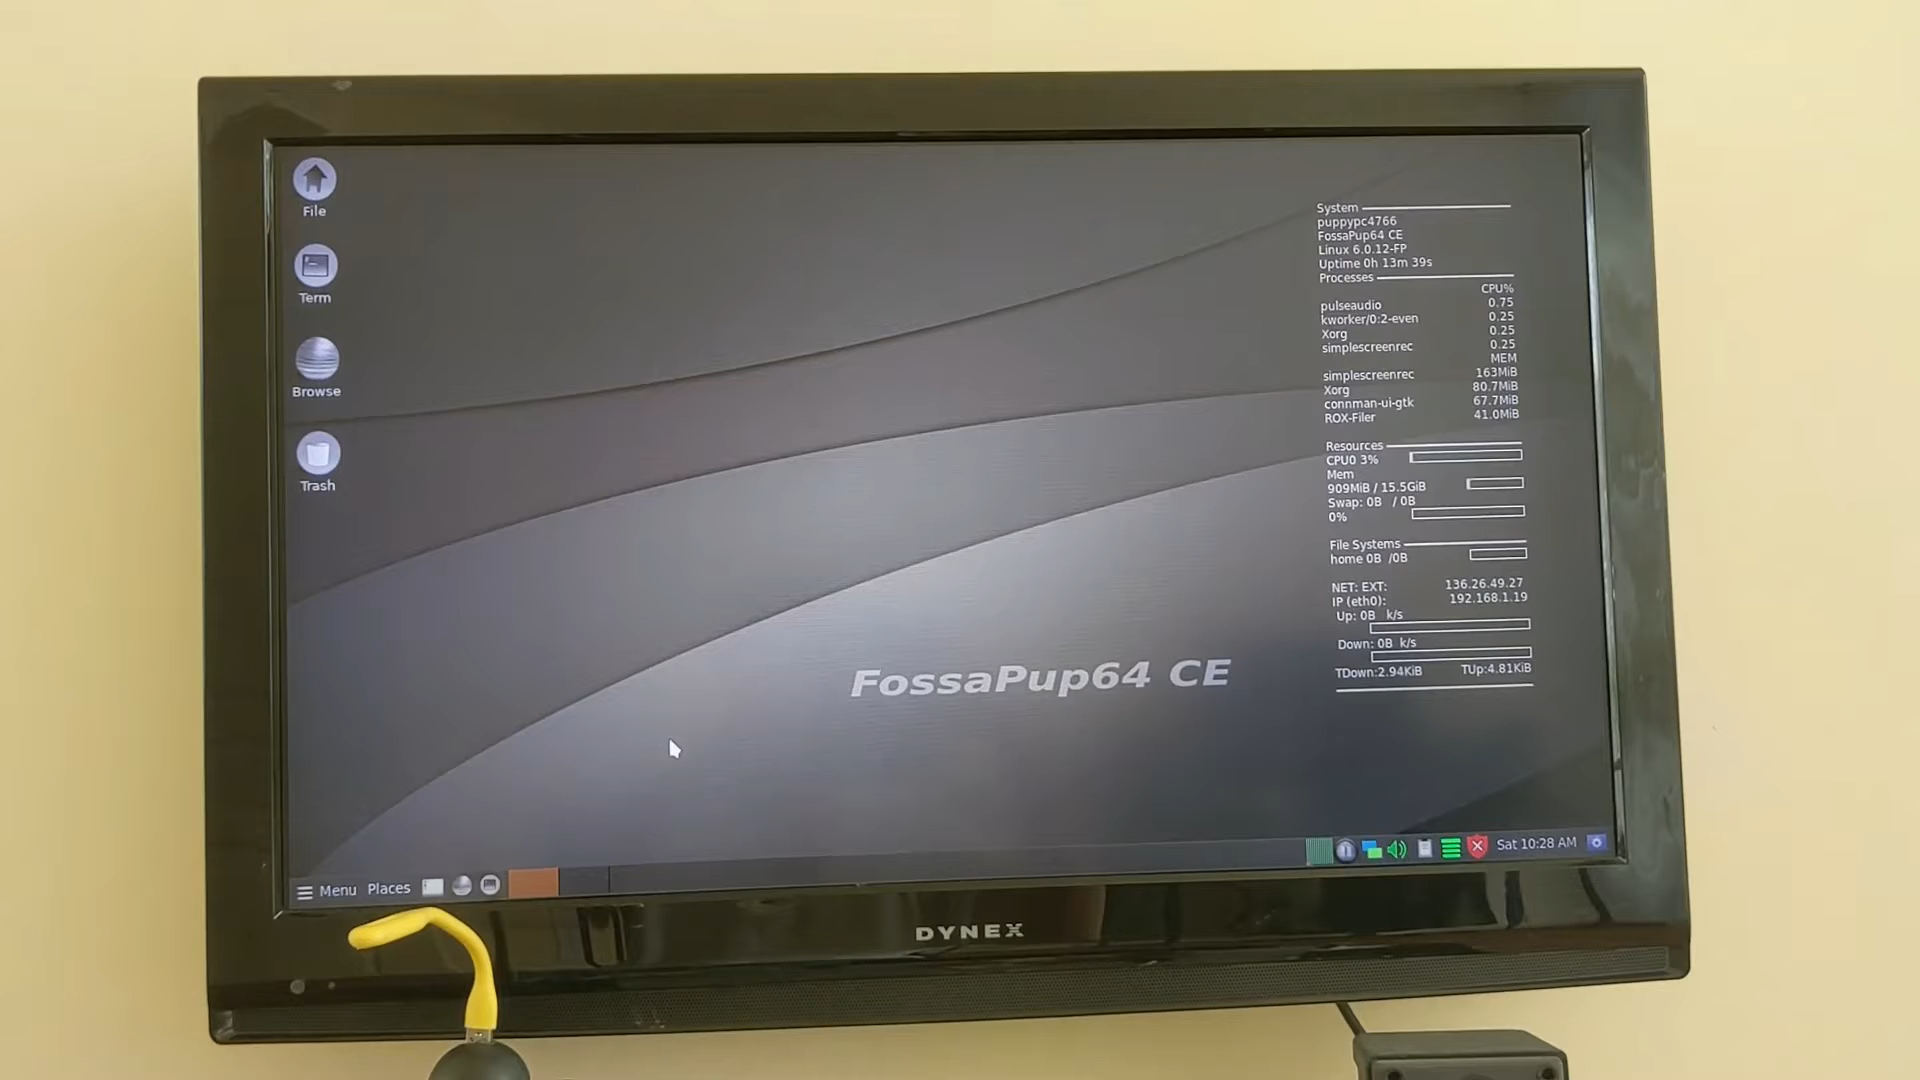 File
Term
Browse
Trash
System
puppypc4766
FossaPup64 CE
Linux 6.0.12-FP
Uptime 0h 13m 39s
Processes
CPU%
pulseaudio 0.75
kworker/0:2-even 0.25
Xorg 0.25
simplescreenrec 0.25
MEM
simplescreenrec 163MiB
Xorg 80.7MiB
connman-ui-gtk 67.7MiB
ROX-Filer 41.0MiB
Resources
CPU0 3%
Mem
909MiB / 15.5GiB
Swap: 0B / 0B
0%
File Systems
home 0B /0B
NET: EXT: 136.26.49.27
IP (eth0): 192.168.1.19
Up: 0B k/s
Down: 0B k/s
TDown:2.94KiB TUp:4.81KiB
FossaPup64 CE
Menu Places
Sat 10:28 AM
DYNEX